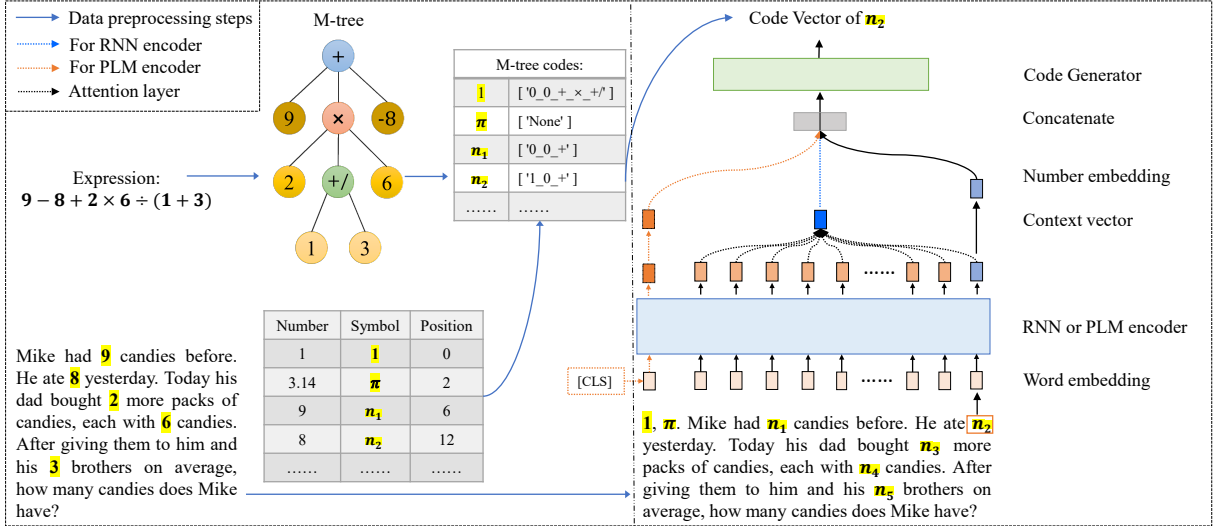 Data preprocessing steps
For RNN encoder
For PLM encoder
Attention layer
M-tree
+
9
×
-8
2
+/
6
1
3
Expression:
9 − 8 + 2 × 6 ÷ (1 + 3)
M-tree codes:
1 [ '0_0_+_×_+/' ]
π [ 'None' ]
n₁ [ '0_0_+' ]
n₂ [ '1_0_+' ]
…… ……
Number Symbol Position
1 1 0
3.14 π 2
9 n₁ 6
8 n₂ 12
…… …… ……
Mike had 9 candies before.
He ate 8 yesterday. Today his
dad bought 2 more packs of
candies, each with 6 candies.
After giving them to him and
his 3 brothers on average,
how many candies does Mike
have?
Code Vector of n₂
Code Generator
Concatenate
Number embedding
Context vector
……
RNN or PLM encoder
[CLS]
……
Word embedding
1, π. Mike had n₁ candies before. He ate n₂
yesterday. Today his dad bought n₃ more
packs of candies, each with n₄ candies. After
giving them to him and his n₅ brothers on
average, how many candies does Mike have?